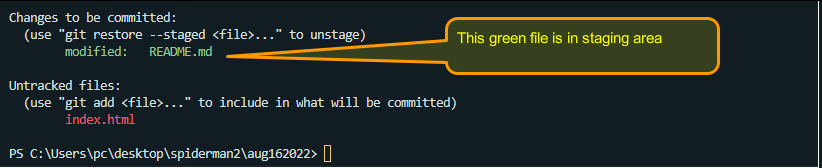 Changes to be committed:
(use "git restore --staged <file>..." to unstage)
modified: README.md
This green file is in staging area
Untracked files:
(use "git add <file>..." to include in what will be committed)
index.html
PS C:\Users\pc\desktop\spiderman2\aug162022>